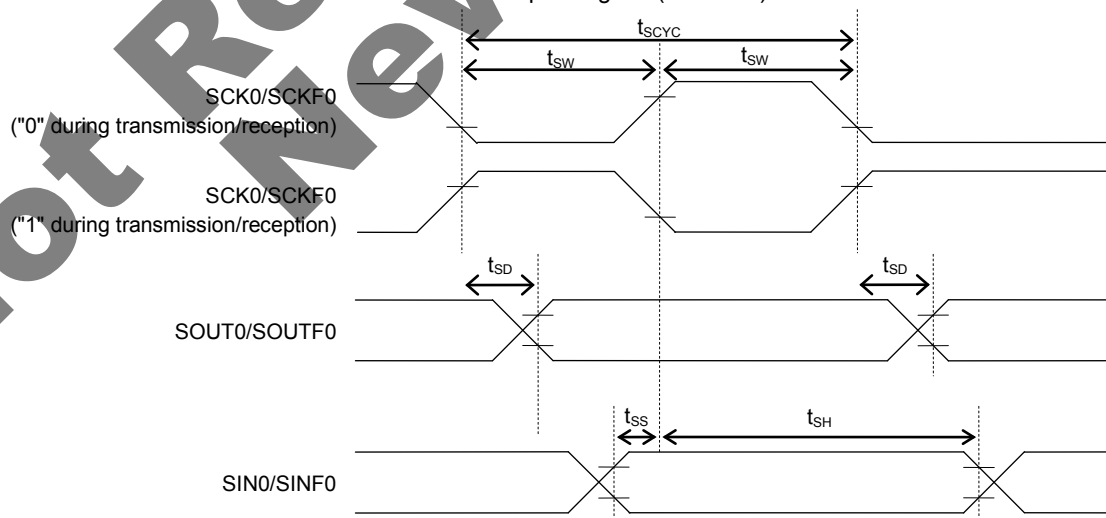 tSCYC
tSW
tSW
SCK0/SCKF0
("0" during transmission/reception)
SCK0/SCKF0
("1" during transmission/reception)
tSD
tSD
SOUT0/SOUTF0
tSS
tSH
SIN0/SINF0